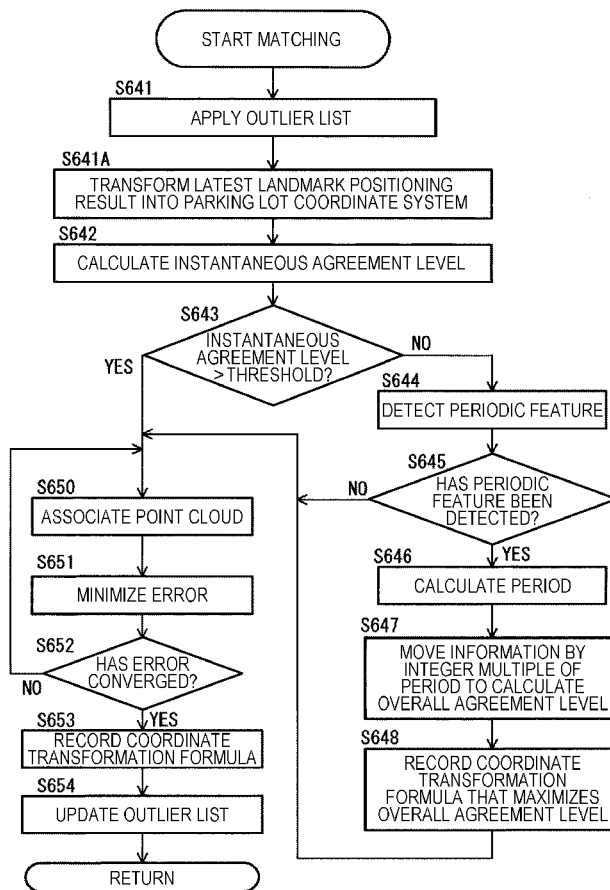 START MATCHING
S641
APPLY OUTLIER LIST
S641A
TRANSFORM LATEST LANDMARK POSITIONING
RESULT INTO PARKING LOT COORDINATE SYSTEM
S642
CALCULATE INSTANTANEOUS AGREEMENT LEVEL
S643
INSTANTANEOUS
AGREEMENT LEVEL
> THRESHOLD?
YES
NO
S644
DETECT PERIODIC FEATURE
S645
HAS PERIODIC
FEATURE BEEN
DETECTED?
NO
YES
S646
CALCULATE PERIOD
S647
MOVE INFORMATION BY
INTEGER MULTIPLE OF
PERIOD TO CALCULATE
OVERALL AGREEMENT LEVEL
S648
RECORD COORDINATE
TRANSFORMATION
FORMULA THAT MAXIMIZES
OVERALL AGREEMENT LEVEL
S650
ASSOCIATE POINT CLOUD
S651
MINIMIZE ERROR
S652
HAS ERROR
CONVERGED?
NO
YES
S653
RECORD COORDINATE
TRANSFORMATION FORMULA
S654
UPDATE OUTLIER LIST
RETURN